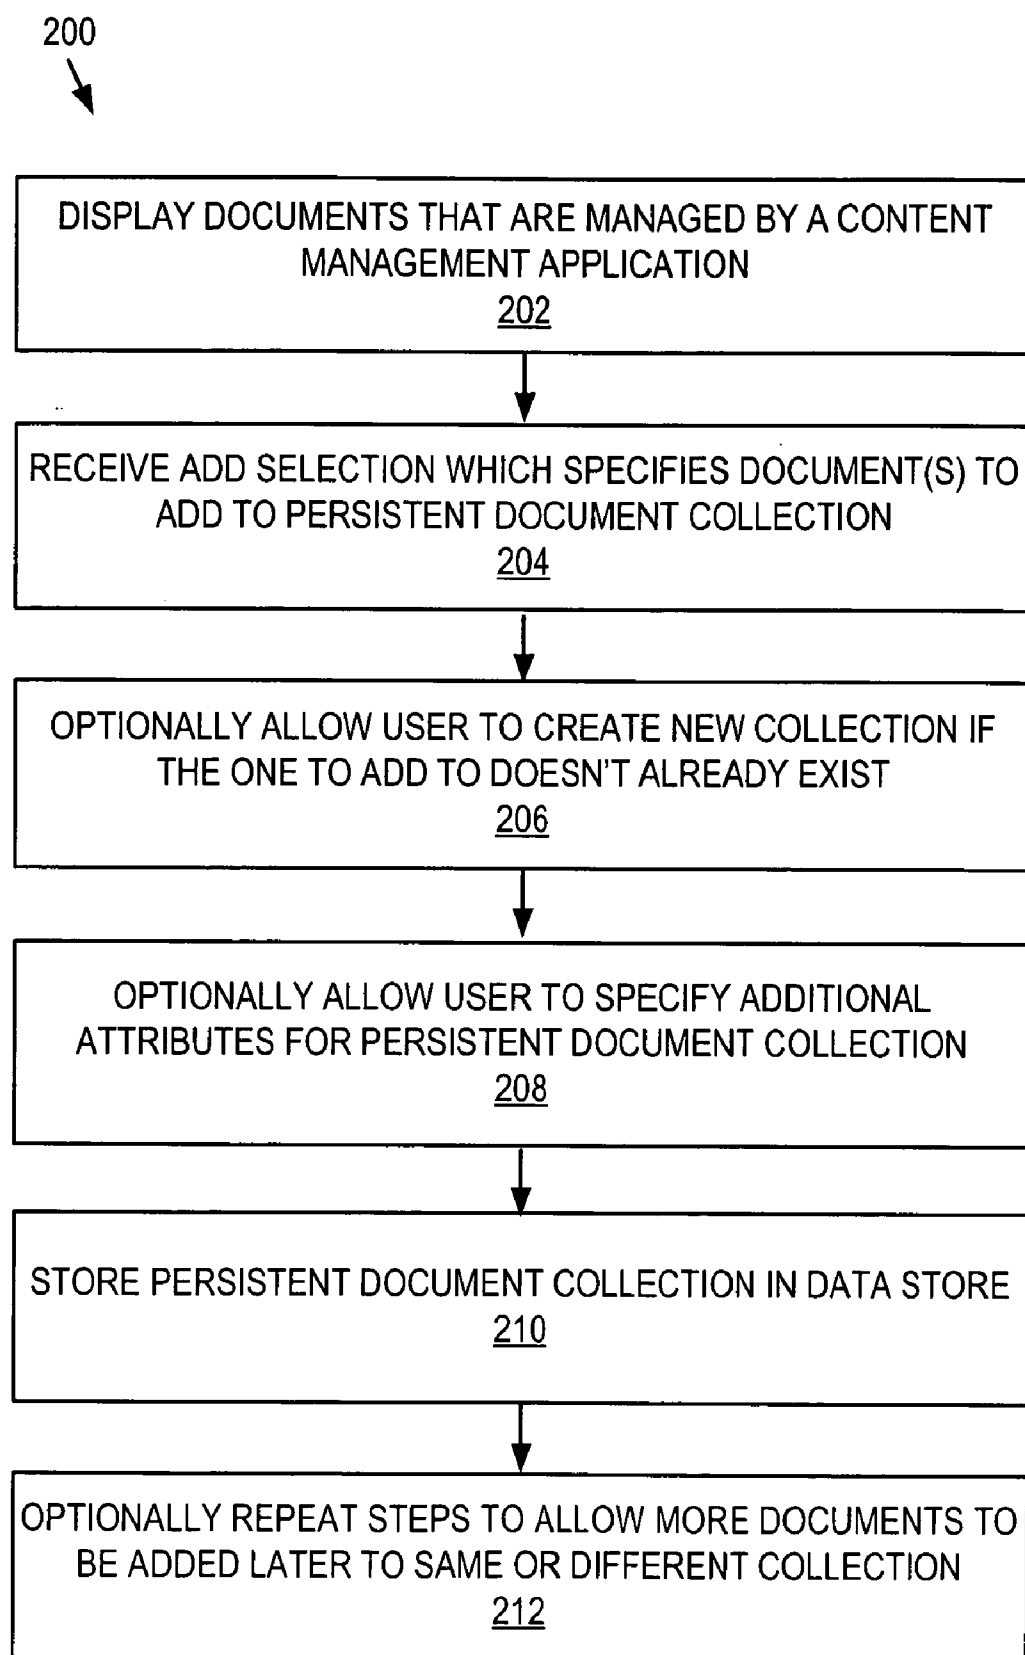 200
DISPLAY DOCUMENTS THAT ARE MANAGED BY A CONTENT
MANAGEMENT APPLICATION
202
RECEIVE ADD SELECTION WHICH SPECIFIES DOCUMENT(S) TO
ADD TO PERSISTENT DOCUMENT COLLECTION
204
OPTIONALLY ALLOW USER TO CREATE NEW COLLECTION IF
THE ONE TO ADD TO DOESN'T ALREADY EXIST
206
OPTIONALLY ALLOW USER TO SPECIFY ADDITIONAL
ATTRIBUTES FOR PERSISTENT DOCUMENT COLLECTION
208
STORE PERSISTENT DOCUMENT COLLECTION IN DATA STORE
210
OPTIONALLY REPEAT STEPS TO ALLOW MORE DOCUMENTS TO
BE ADDED LATER TO SAME OR DIFFERENT COLLECTION
212